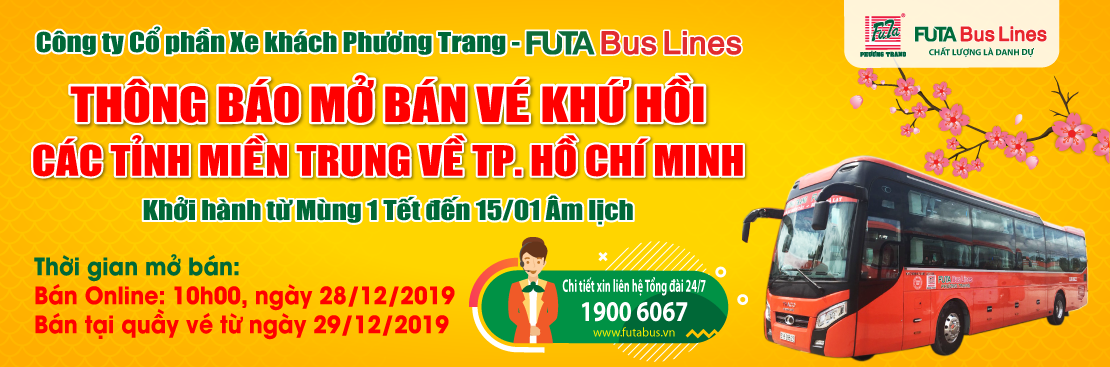 Công ty Cổ phần Xe khách Phương Trang - FUTA Bus Lines
FUTA
PHƯƠNG TRANG
FUTA Bus Lines
CHẤT LƯỢNG LÀ DANH DỰ
THÔNG BÁO MỞ BÁN VÉ KHỨ HỒI
CÁC TỈNH MIỀN TRUNG VỀ TP. HỒ CHÍ MINH
Khởi hành từ Mùng 1 Tết đến 15/01 Âm lịch
Thời gian mở bán:
Bán Online: 10h00, ngày 28/12/2019
Bán tại quầy vé từ ngày 29/12/2019
Chi tiết xin liên hệ Tổng đài 24/7
1900 6067
www.futabus.vn
FUTA Bus Lines